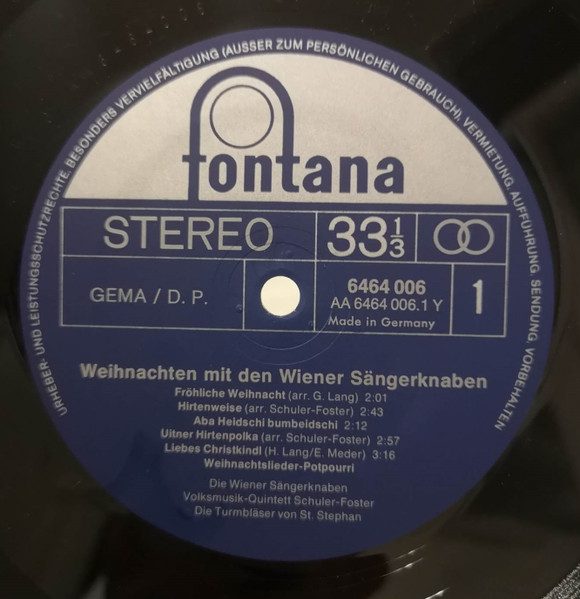 URHEBER- UND LEISTUNGSSCHUTZRECHTE, BESONDERS VERVIELFÄLTIGUNG (AUSSER ZUM PERSÖNLICHEN GEBRAUCH), VERMIETUNG, AUFFÜHRUNG, SENDUNG, VORBEHALTEN
fontana
STEREO 33 1/3
GEMA / D. P.
6464 006
AA 6464 006.1 Y
Made in Germany
1
Weihnachten mit den Wiener Sängerknaben
Fröhliche Weihnacht (arr. G. Lang) 2:01
Hirtenweise (arr. Schuler-Foster) 2:43
Aba Heidschi bumbeidschi 2:12
Uitner Hirtenpolka (arr. Schuler-Foster) 2:57
Liebes Christkindl (H. Lang/E. Meder) 3:16
Weihnachtslieder-Potpourri
Die Wiener Sängerknaben
Volksmusik-Quintett Schuler-Foster
Die Turmbläser von St. Stephan